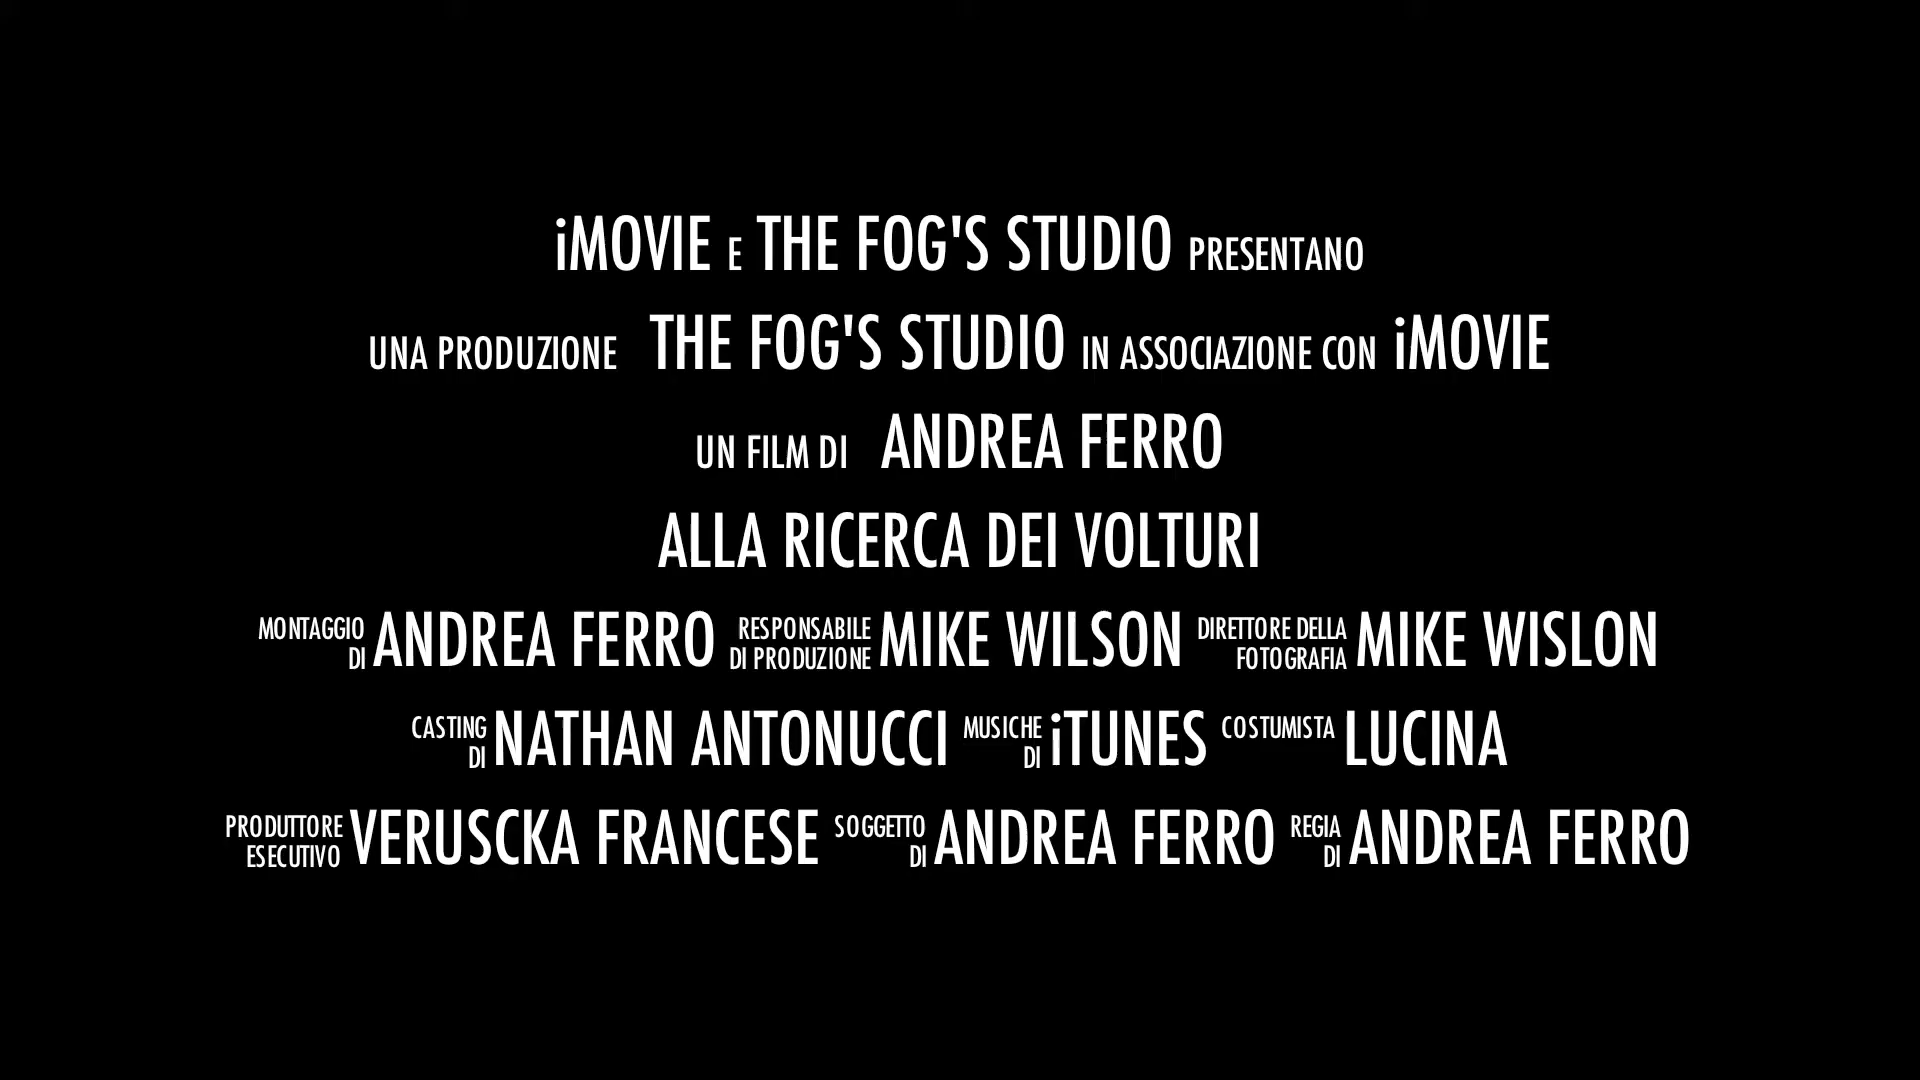 iMOVIE E THE FOG'S STUDIO PRESENTANO
UNA PRODUZIONE THE FOG'S STUDIO IN ASSOCIAZIONE CON iMOVIE
UN FILM DI ANDREA FERRO
ALLA RICERCA DEI VOLTURI
MONTAGGIO DI ANDREA FERRO RESPONSABILE DI PRODUZIONE MIKE WILSON DIRETTORE DELLA FOTOGRAFIA MIKE WISLON
CASTING DI NATHAN ANTONUCCI MUSICHE DI iTUNES COSTUMISTA LUCINA
PRODUTTORE ESECUTIVO VERUSCKA FRANCESE SOGGETTO DI ANDREA FERRO REGIA DI ANDREA FERRO